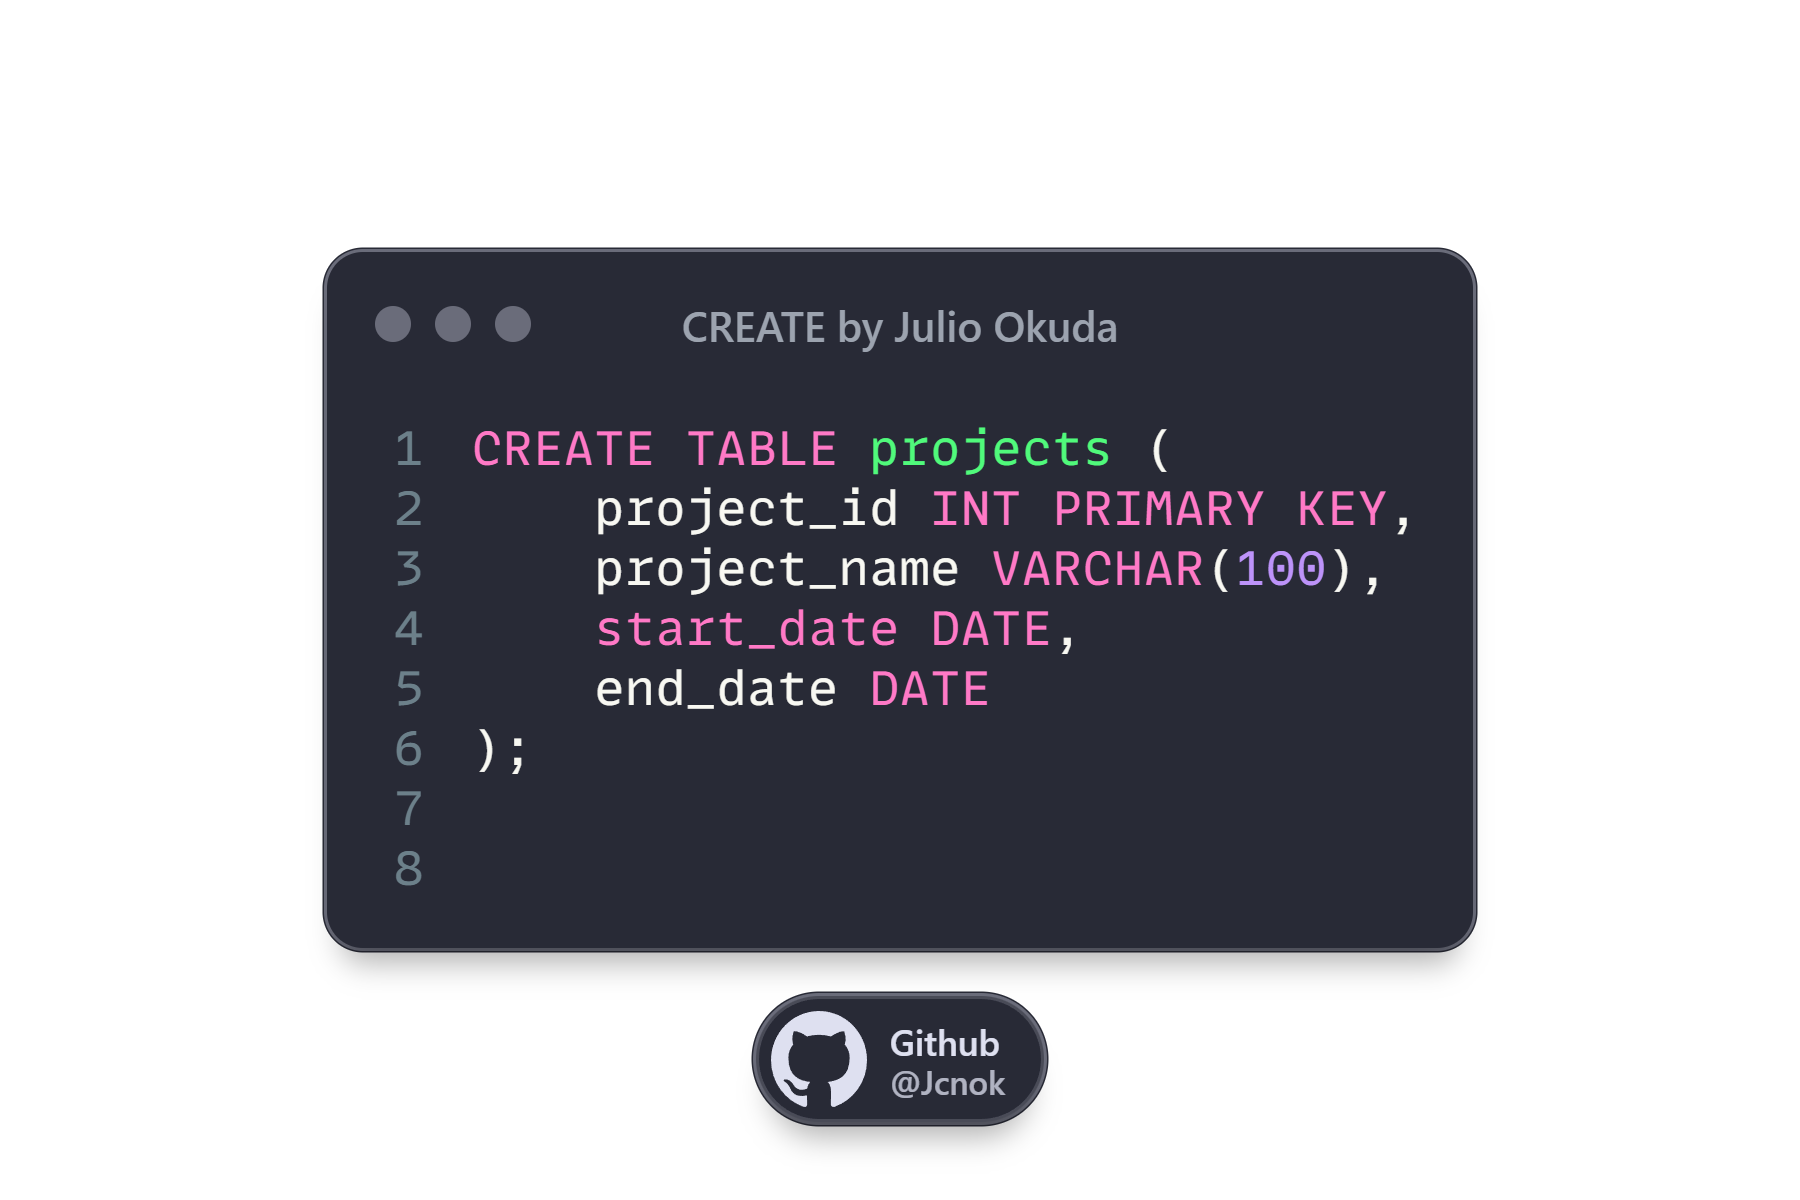 CREATE by Julio Okuda
1 CREATE TABLE projects (
2     project_id INT PRIMARY KEY,
3     project_name VARCHAR(100),
4     start_date DATE,
5     end_date DATE
6 );
7
8
Github
@Jcnok